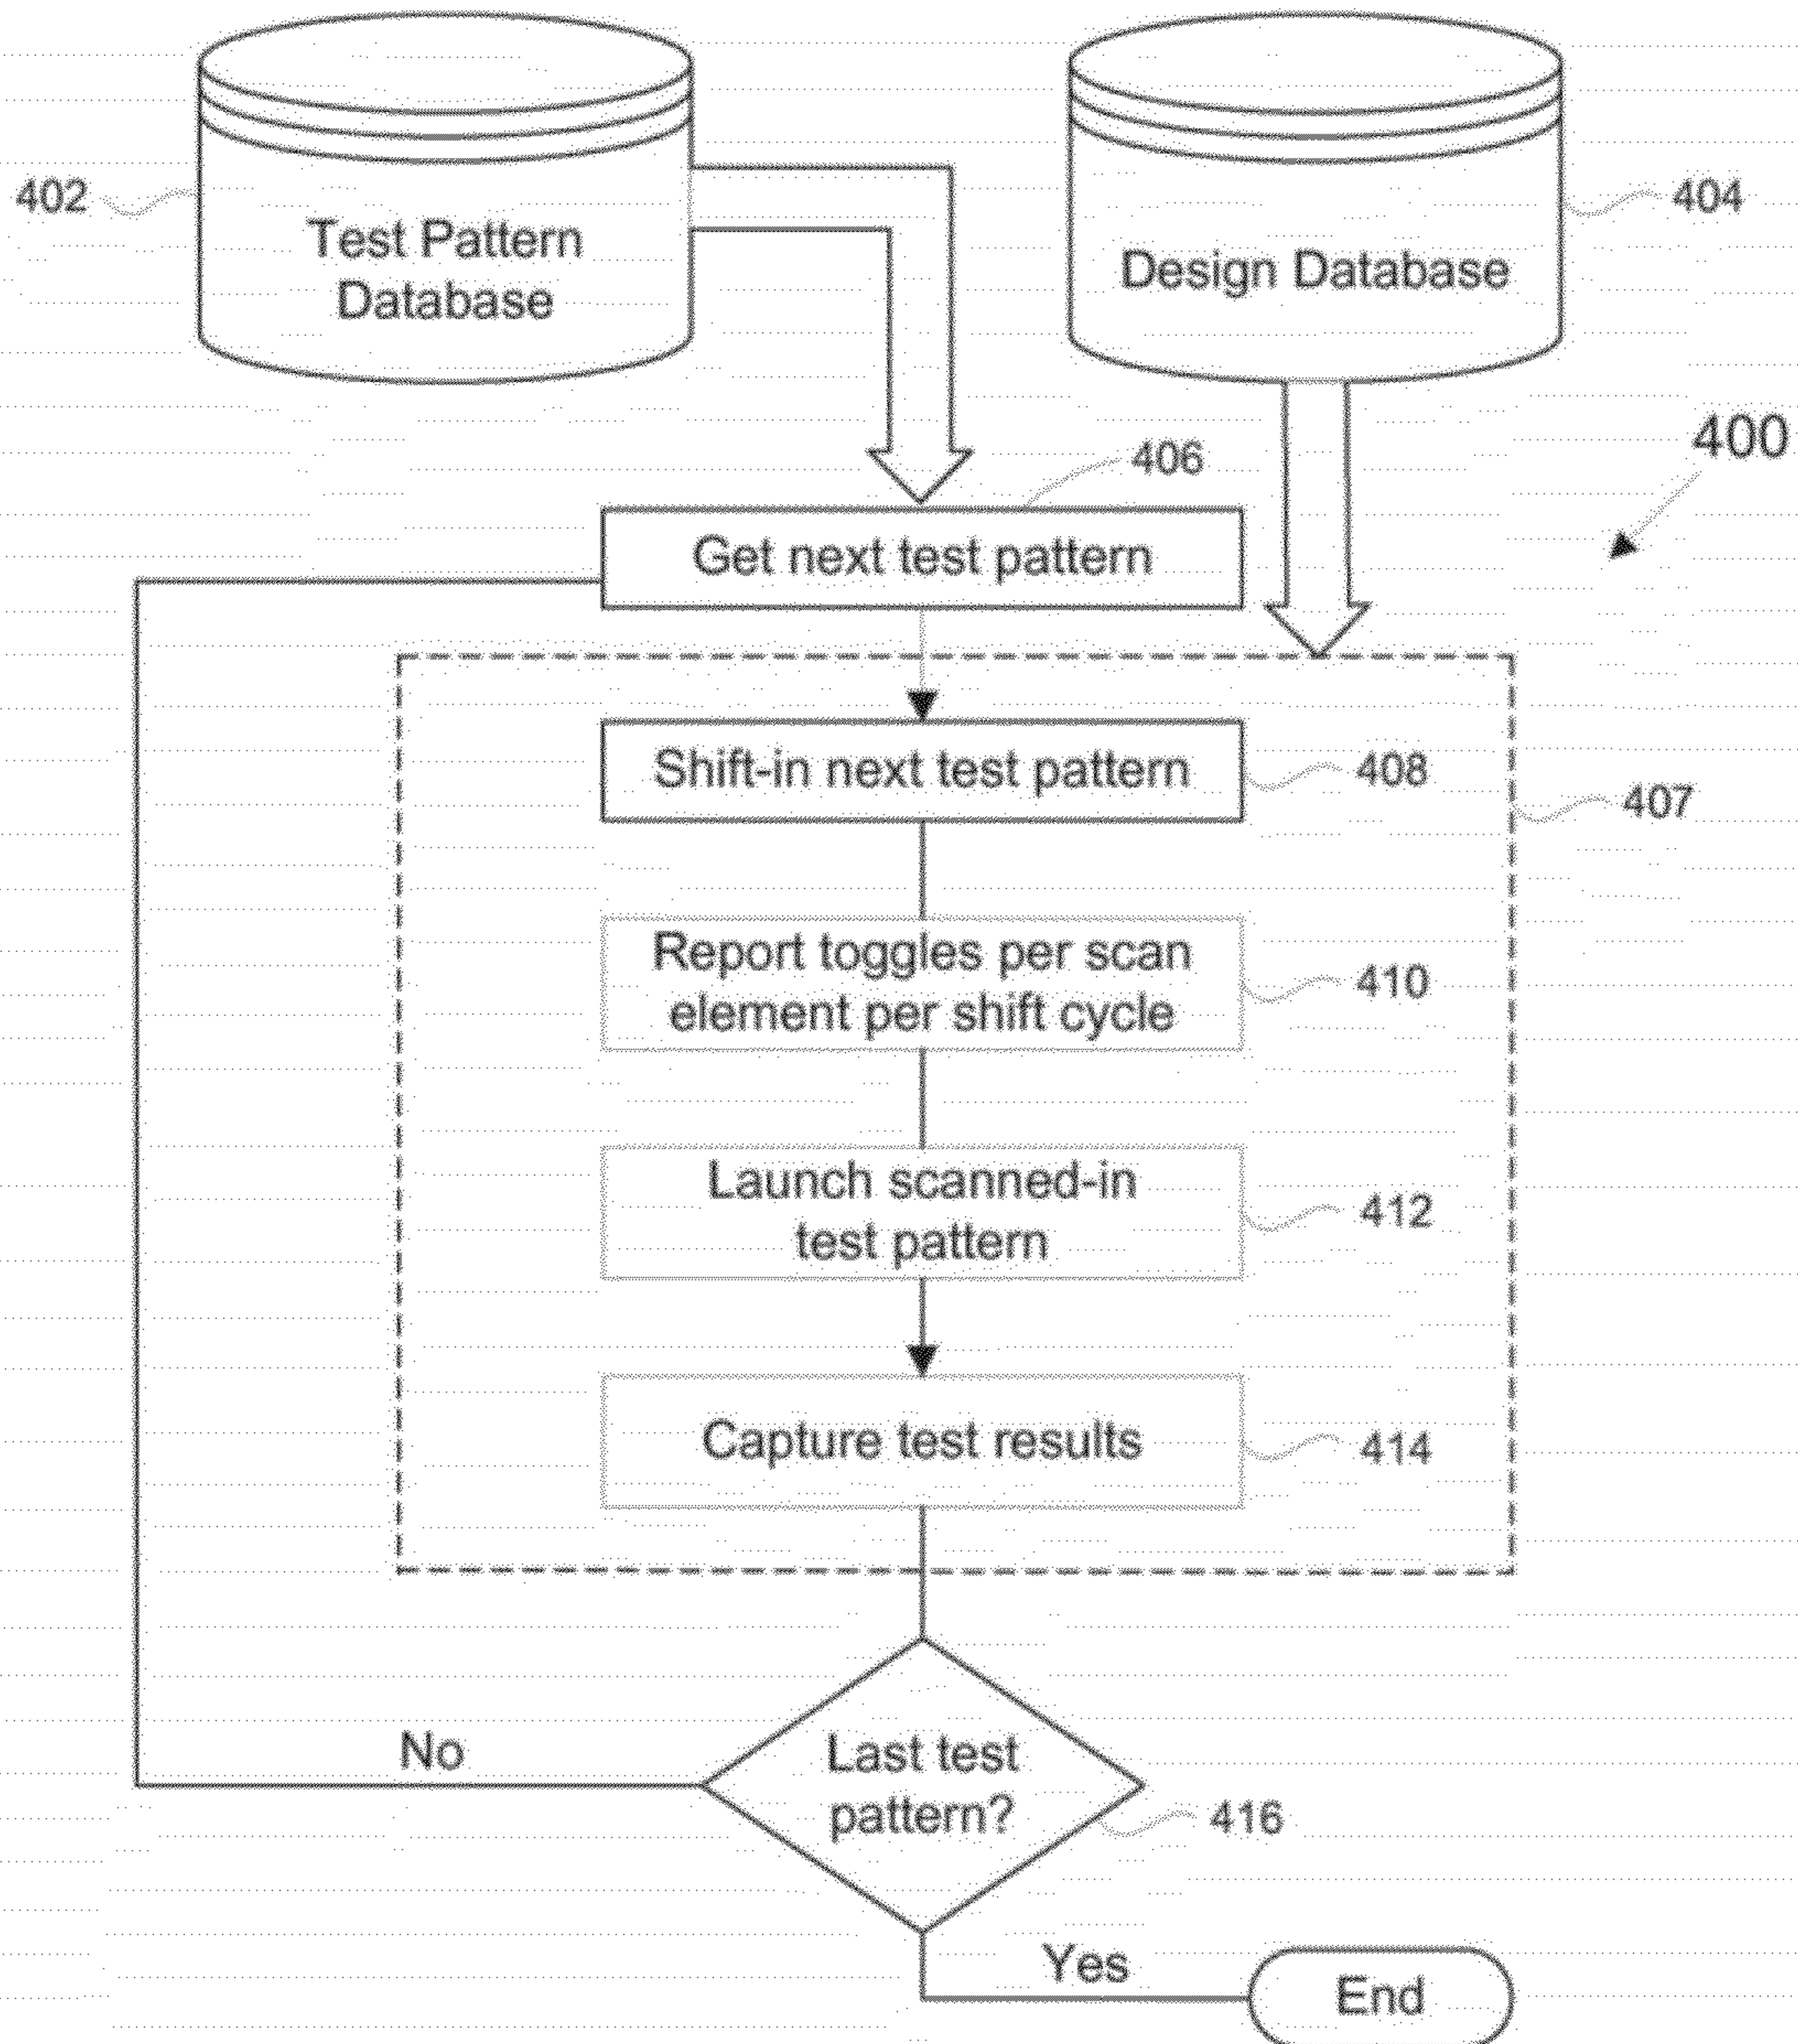 402
Test Pattern
Database
Design Database
404
400
406
Get next test pattern
Shift-in next test pattern
408
407
Report toggles per scan
element per shift cycle
410
Launch scanned-in
test pattern
412
Capture test results
414
No
Last test
pattern?
416
Yes
End